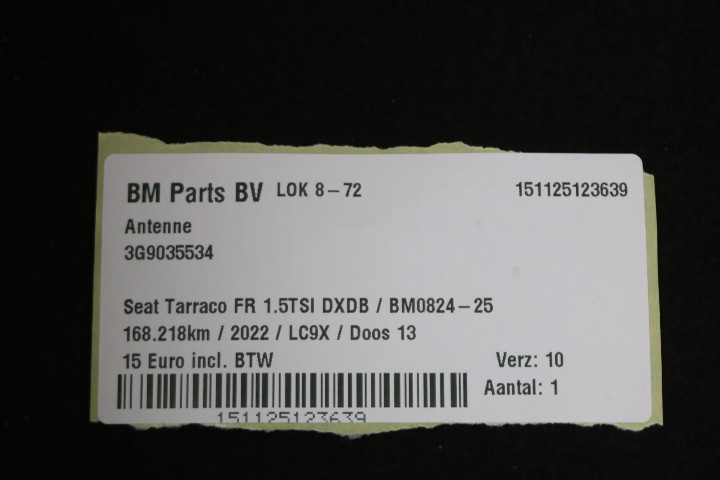 BM Parts BV LOK 8-72 151125123639
Antenne
3G9035534
Seat Tarraco FR 1.5TSI DXDB / BM0824-25
168.218km / 2022 / LC9X / Doos 13
15 Euro incl. BTW Verz: 10
Aantal: 1
151125123639